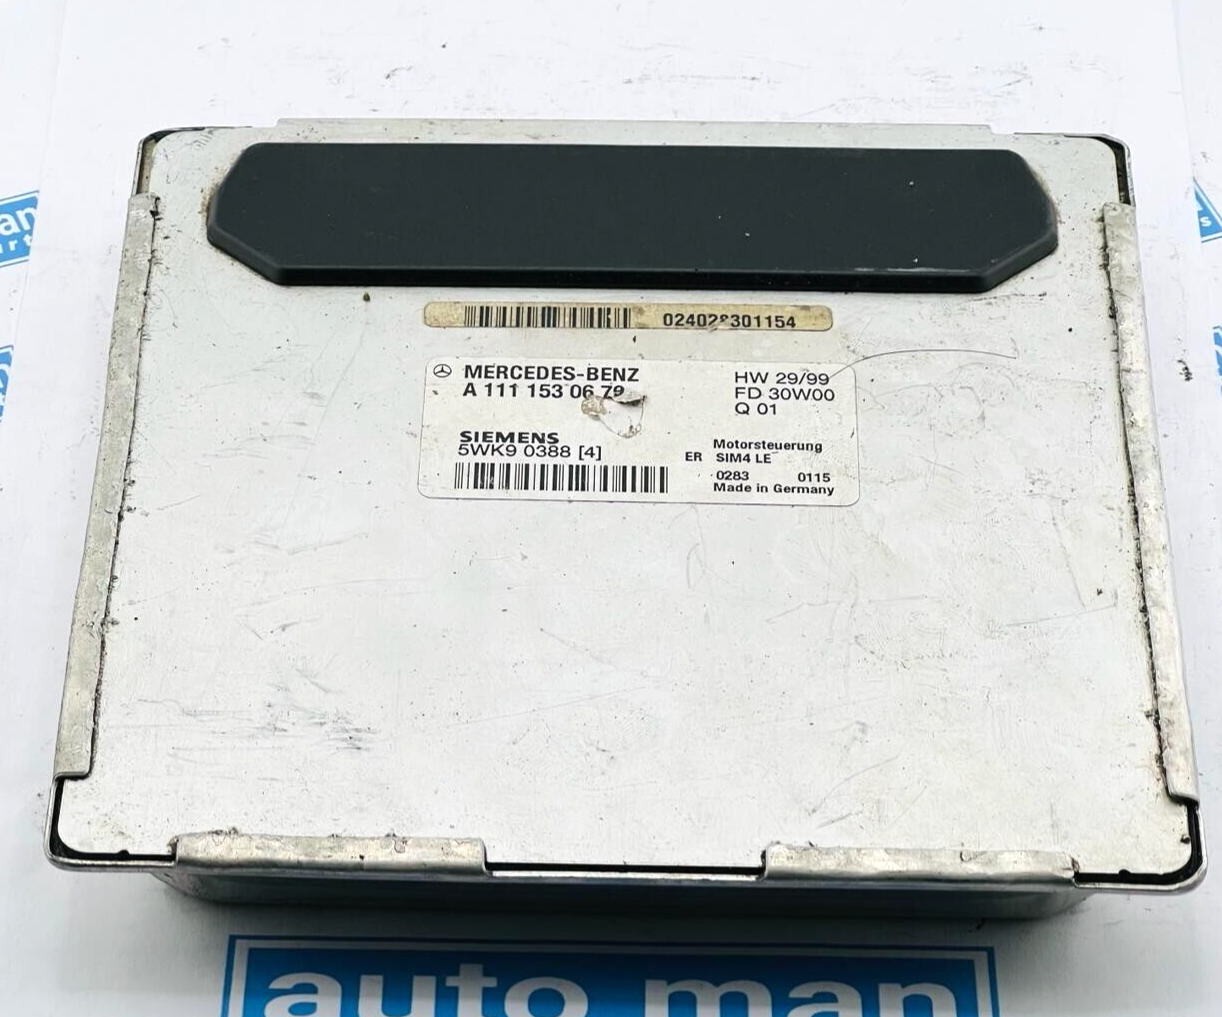 024028301154
MERCEDES-BENZ
A 111 153 06 79
HW 29/99
FD 30W00
Q 01
SIEMENS
5WK9 0388 [4]
Motorsteuerung
ER SIM4 LE
0283 0115
Made in Germany
an
auto man